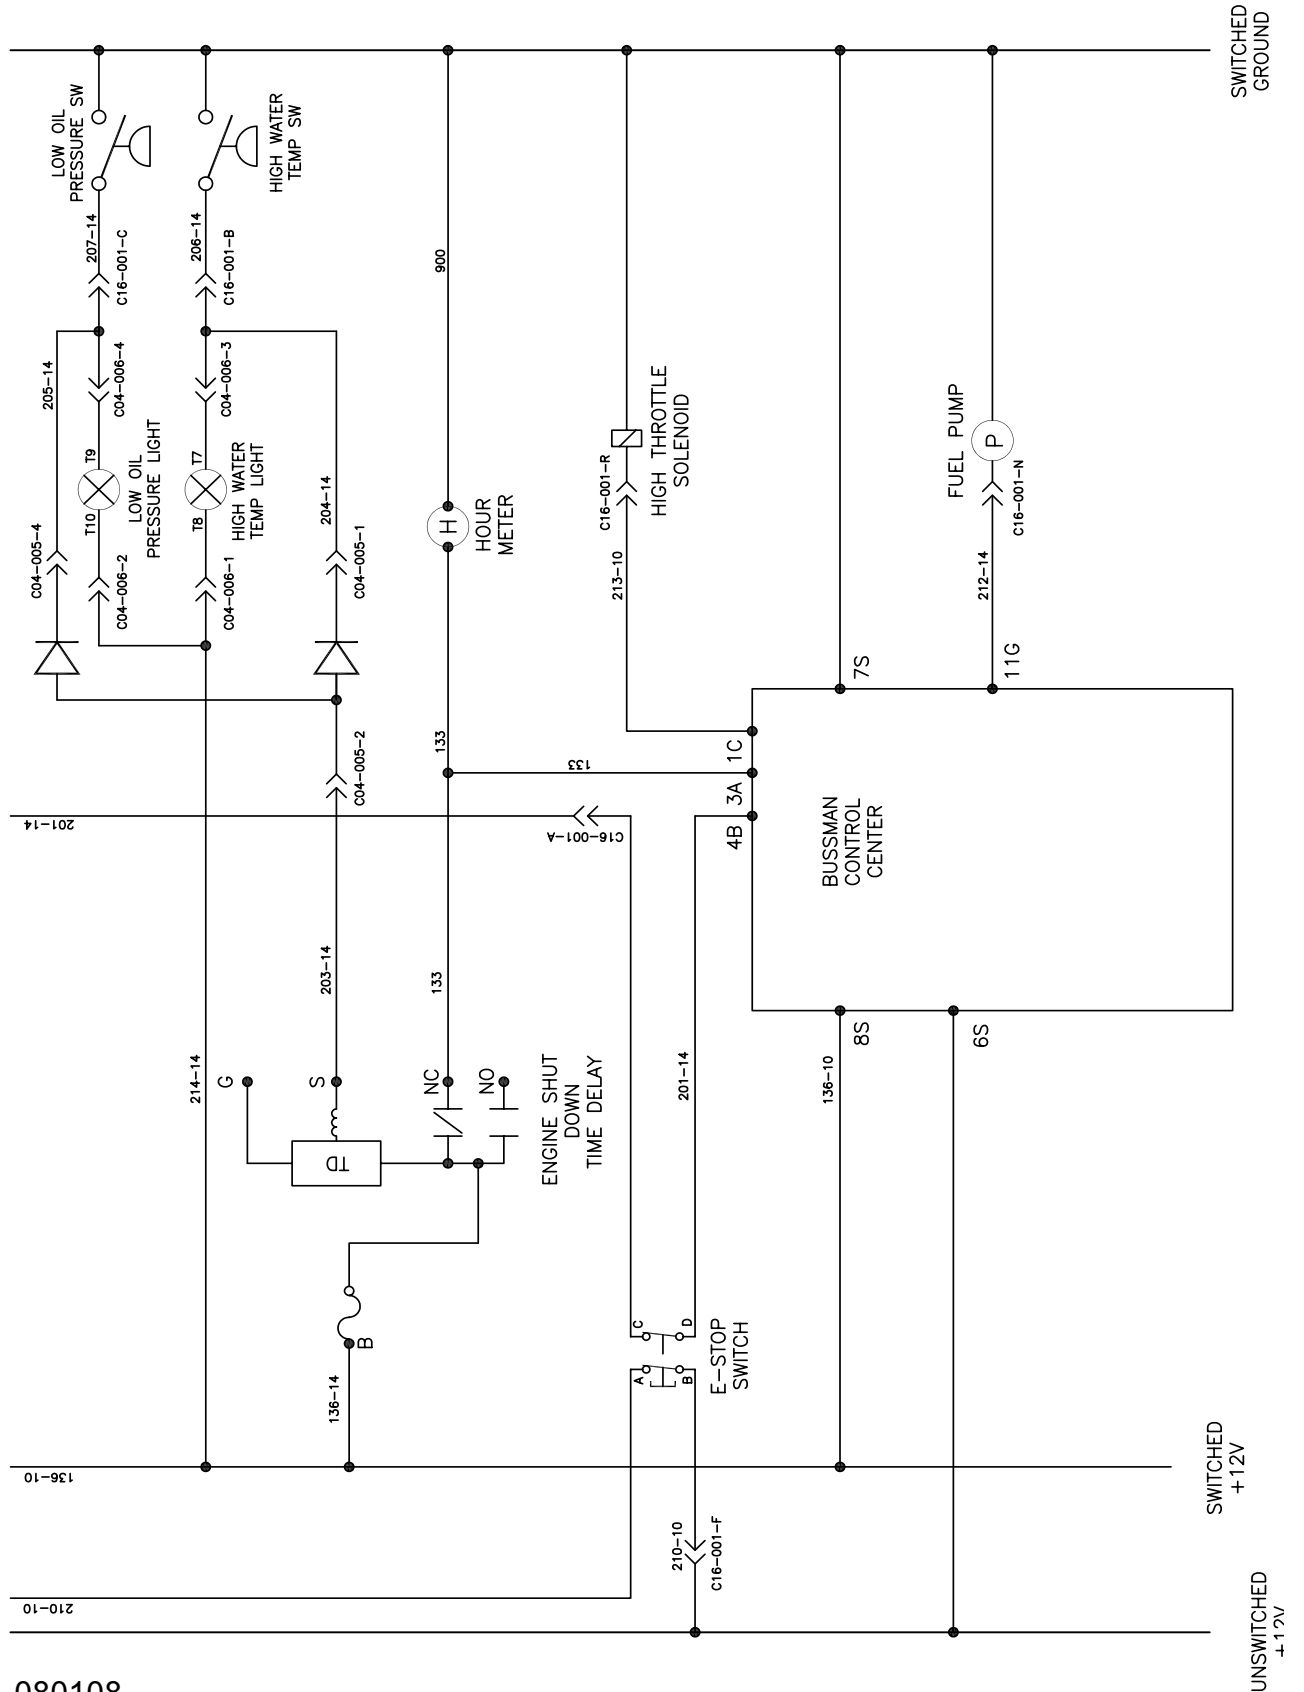 SWITCHED
GROUND
LOW OIL
PRESSURE SW
HIGH WATER
TEMP SW
207-14
C16-001-C
206-14
C16-001-B
900
205-14
C04-006-4
C04-006-3
T9
T10
LOW OIL
PRESSURE LIGHT
T7
T8
HIGH WATER
TEMP LIGHT
204-14
C04-005-4
C04-006-2
C04-006-1
C04-005-1
H
HOUR
METER
C16-001-R
HIGH THROTTLE
SOLENOID
213-10
FUEL PUMP
P
C16-001-N
212-14
7S
11G
1C
3A
4B
133
133
C04-005-2
201-14
C16-001-A
BUSSMAN
CONTROL
CENTER
203-14
133
214-14
G
S
NC
NO
TD
ENGINE SHUT
DOWN
TIME DELAY
201-14
136-10
8S
6S
B
136-14
C
D
A
B
E-STOP
SWITCH
136-10
SWITCHED
+12V
210-10
C16-001-F
210-10
UNSWITCHED
+12V
080108